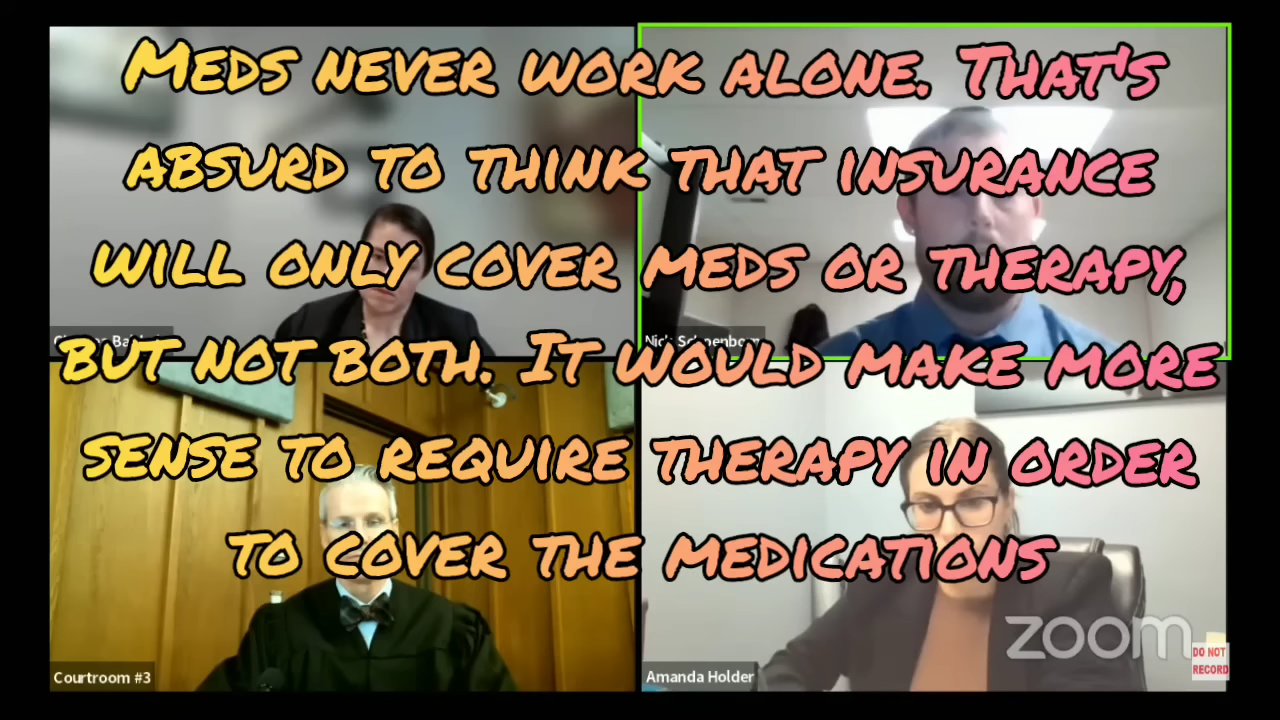 Meds never work alone. That's
absurd to think that insurance
will only cover meds or therapy,
but not both. It would make more
sense to require therapy in order
to cover the medications
Courtroom #3
Amanda Holder
zoom
DO NOT
RECORD